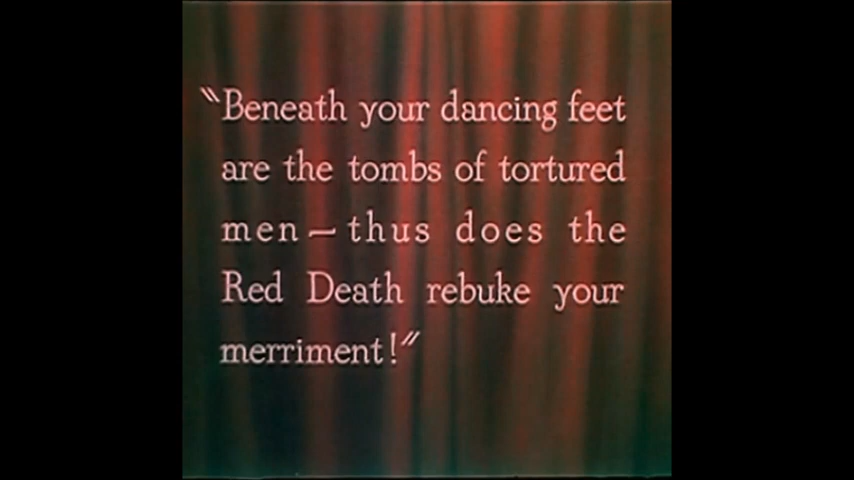 "Beneath your dancing feet
are the tombs of tortured
men — thus does the
Red Death rebuke your
merriment!"